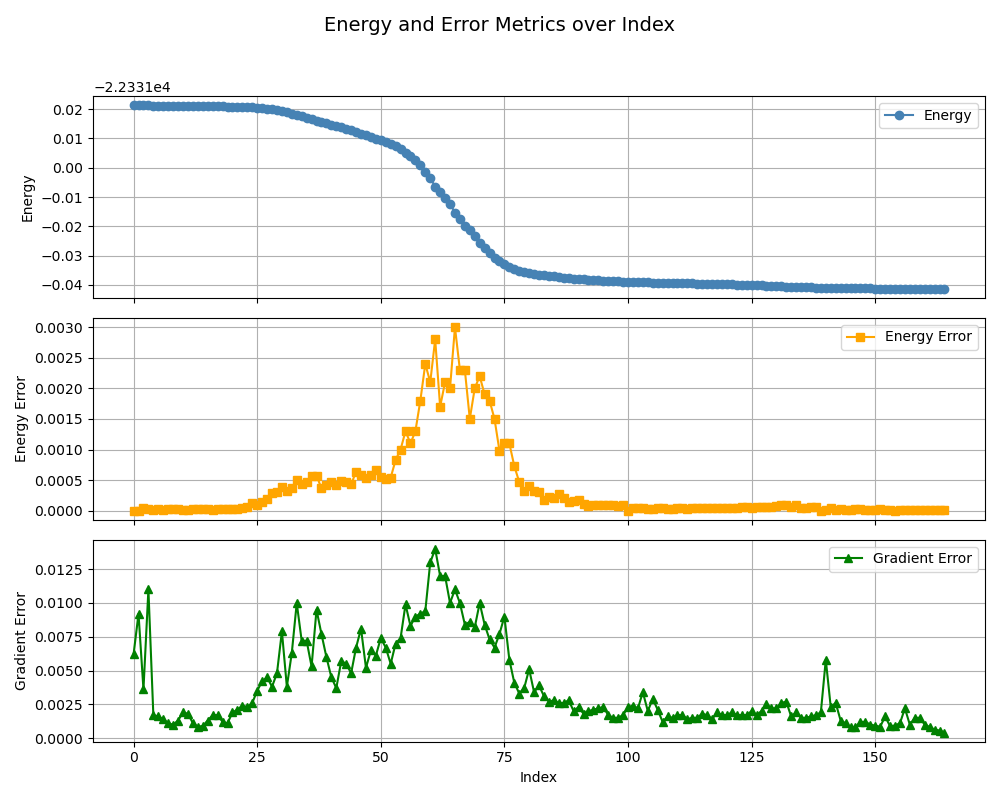 Energy and Error Metrics over Index
−2.2331e4
0.02
0.01
0.00
−0.01
−0.02
−0.03
−0.04
Energy
Energy
0.0030
0.0025
0.0020
0.0015
0.0010
0.0005
0.0000
Energy Error
Energy Error
0.0125
0.0100
0.0075
0.0050
0.0025
0.0000
Gradient Error
Gradient Error
0 25 50 75 100 125 150
Index